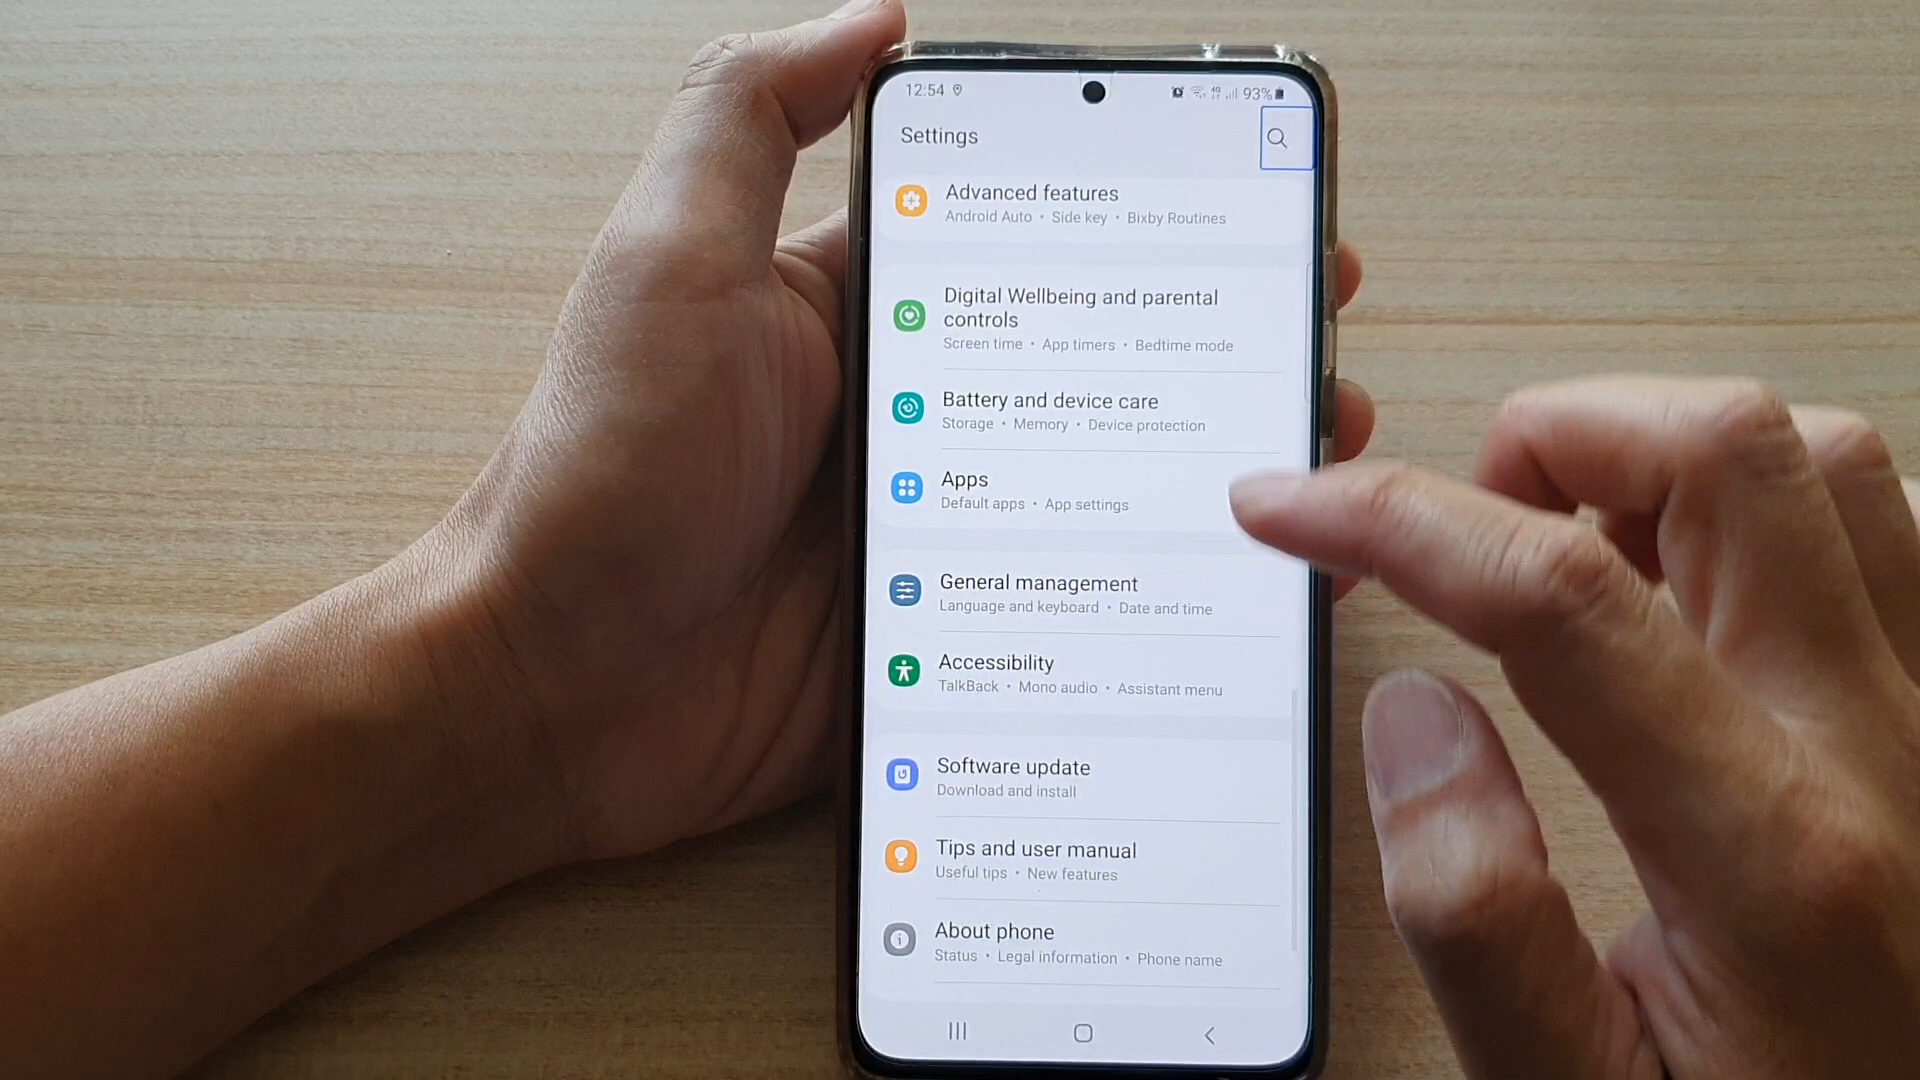 12:54
93%
Settings
Advanced features
Android Auto • Side key • Bixby Routines
Digital Wellbeing and parental
controls
Screen time • App timers • Bedtime mode
Battery and device care
Storage • Memory • Device protection
Apps
Default apps • App settings
General management
Language and keyboard • Date and time
Accessibility
TalkBack • Mono audio • Assistant menu
Software update
Download and install
Tips and user manual
Useful tips • New features
About phone
Status • Legal information • Phone name